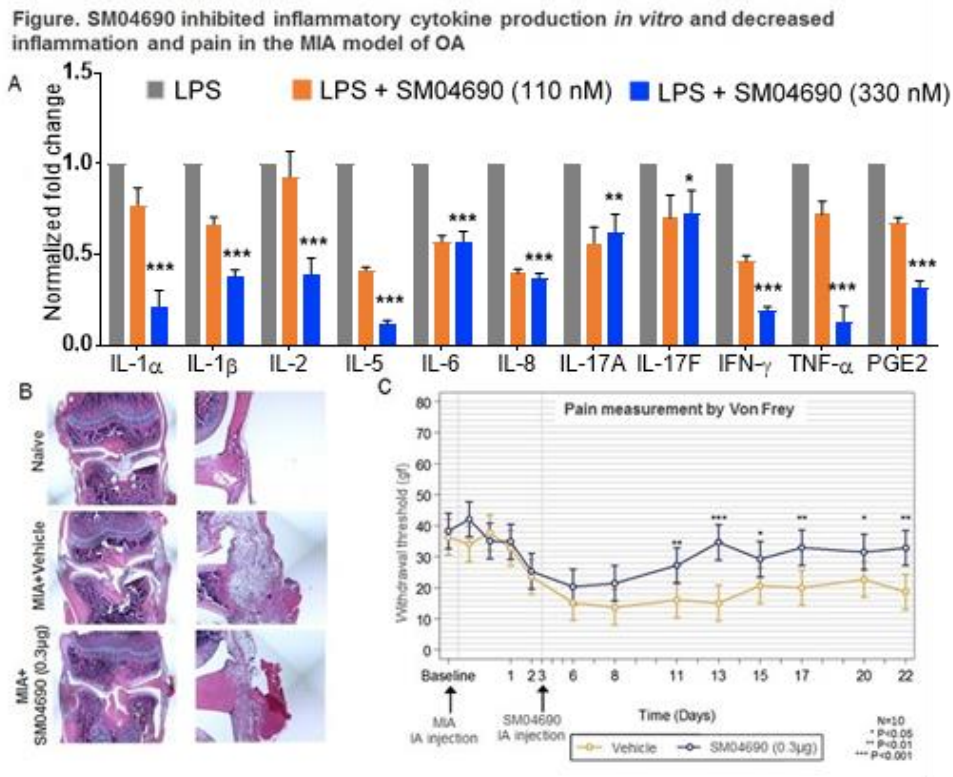 Figure. SM04690 inhibited inflammatory cytokine production in vitro and decreased
inflammation and pain in the MIA model of OA
A
1.5
LPS
LPS + SM04690 (110 nM)
LPS + SM04690 (330 nM)
Normalized fold change
1.0
0.5
0.0
***
***
***
***
***
***
**
*
***
***
***
IL-1α
IL-1β
IL-2
IL-5
IL-6
IL-8
IL-17A
IL-17F
IFN-γ
TNF-α
PGE2
B
Naive
MIA+Vehicle
MIA+
SM04690 (0.3µg)
C
Pain measurement by Von Frey
Withdraval threshold (gf)
80
70
60
50
40
30
20
10
0
**
***
*
**
*
**
Baseline
1
2
3
6
8
11
13
15
17
20
22
MIA
IA injection
SM04690
IA injection
Time (Days)
Vehicle
SM04690 (0.3µg)
N=10
* P<0.05
** P<0.01
*** P<0.001